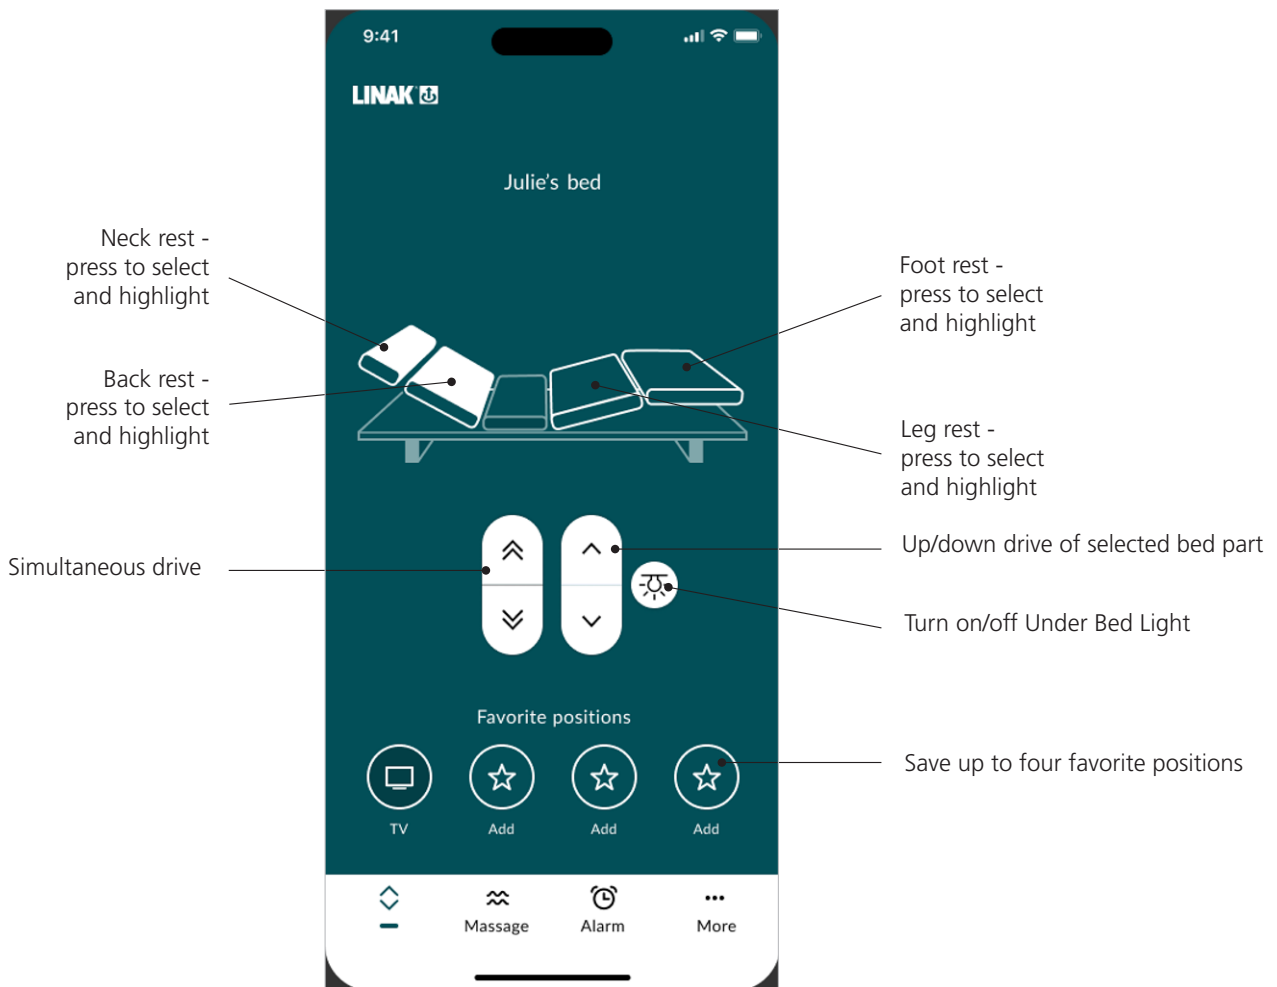 9:41
LINAK
Julie's bed
Neck rest -
press to select
and highlight
Back rest -
press to select
and highlight
Foot rest -
press to select
and highlight
Leg rest -
press to select
and highlight
Simultaneous drive
Up/down drive of selected bed part
Turn on/off Under Bed Light
Favorite positions
Save up to four favorite positions
TV
Add
Add
Add
Massage
Alarm
More